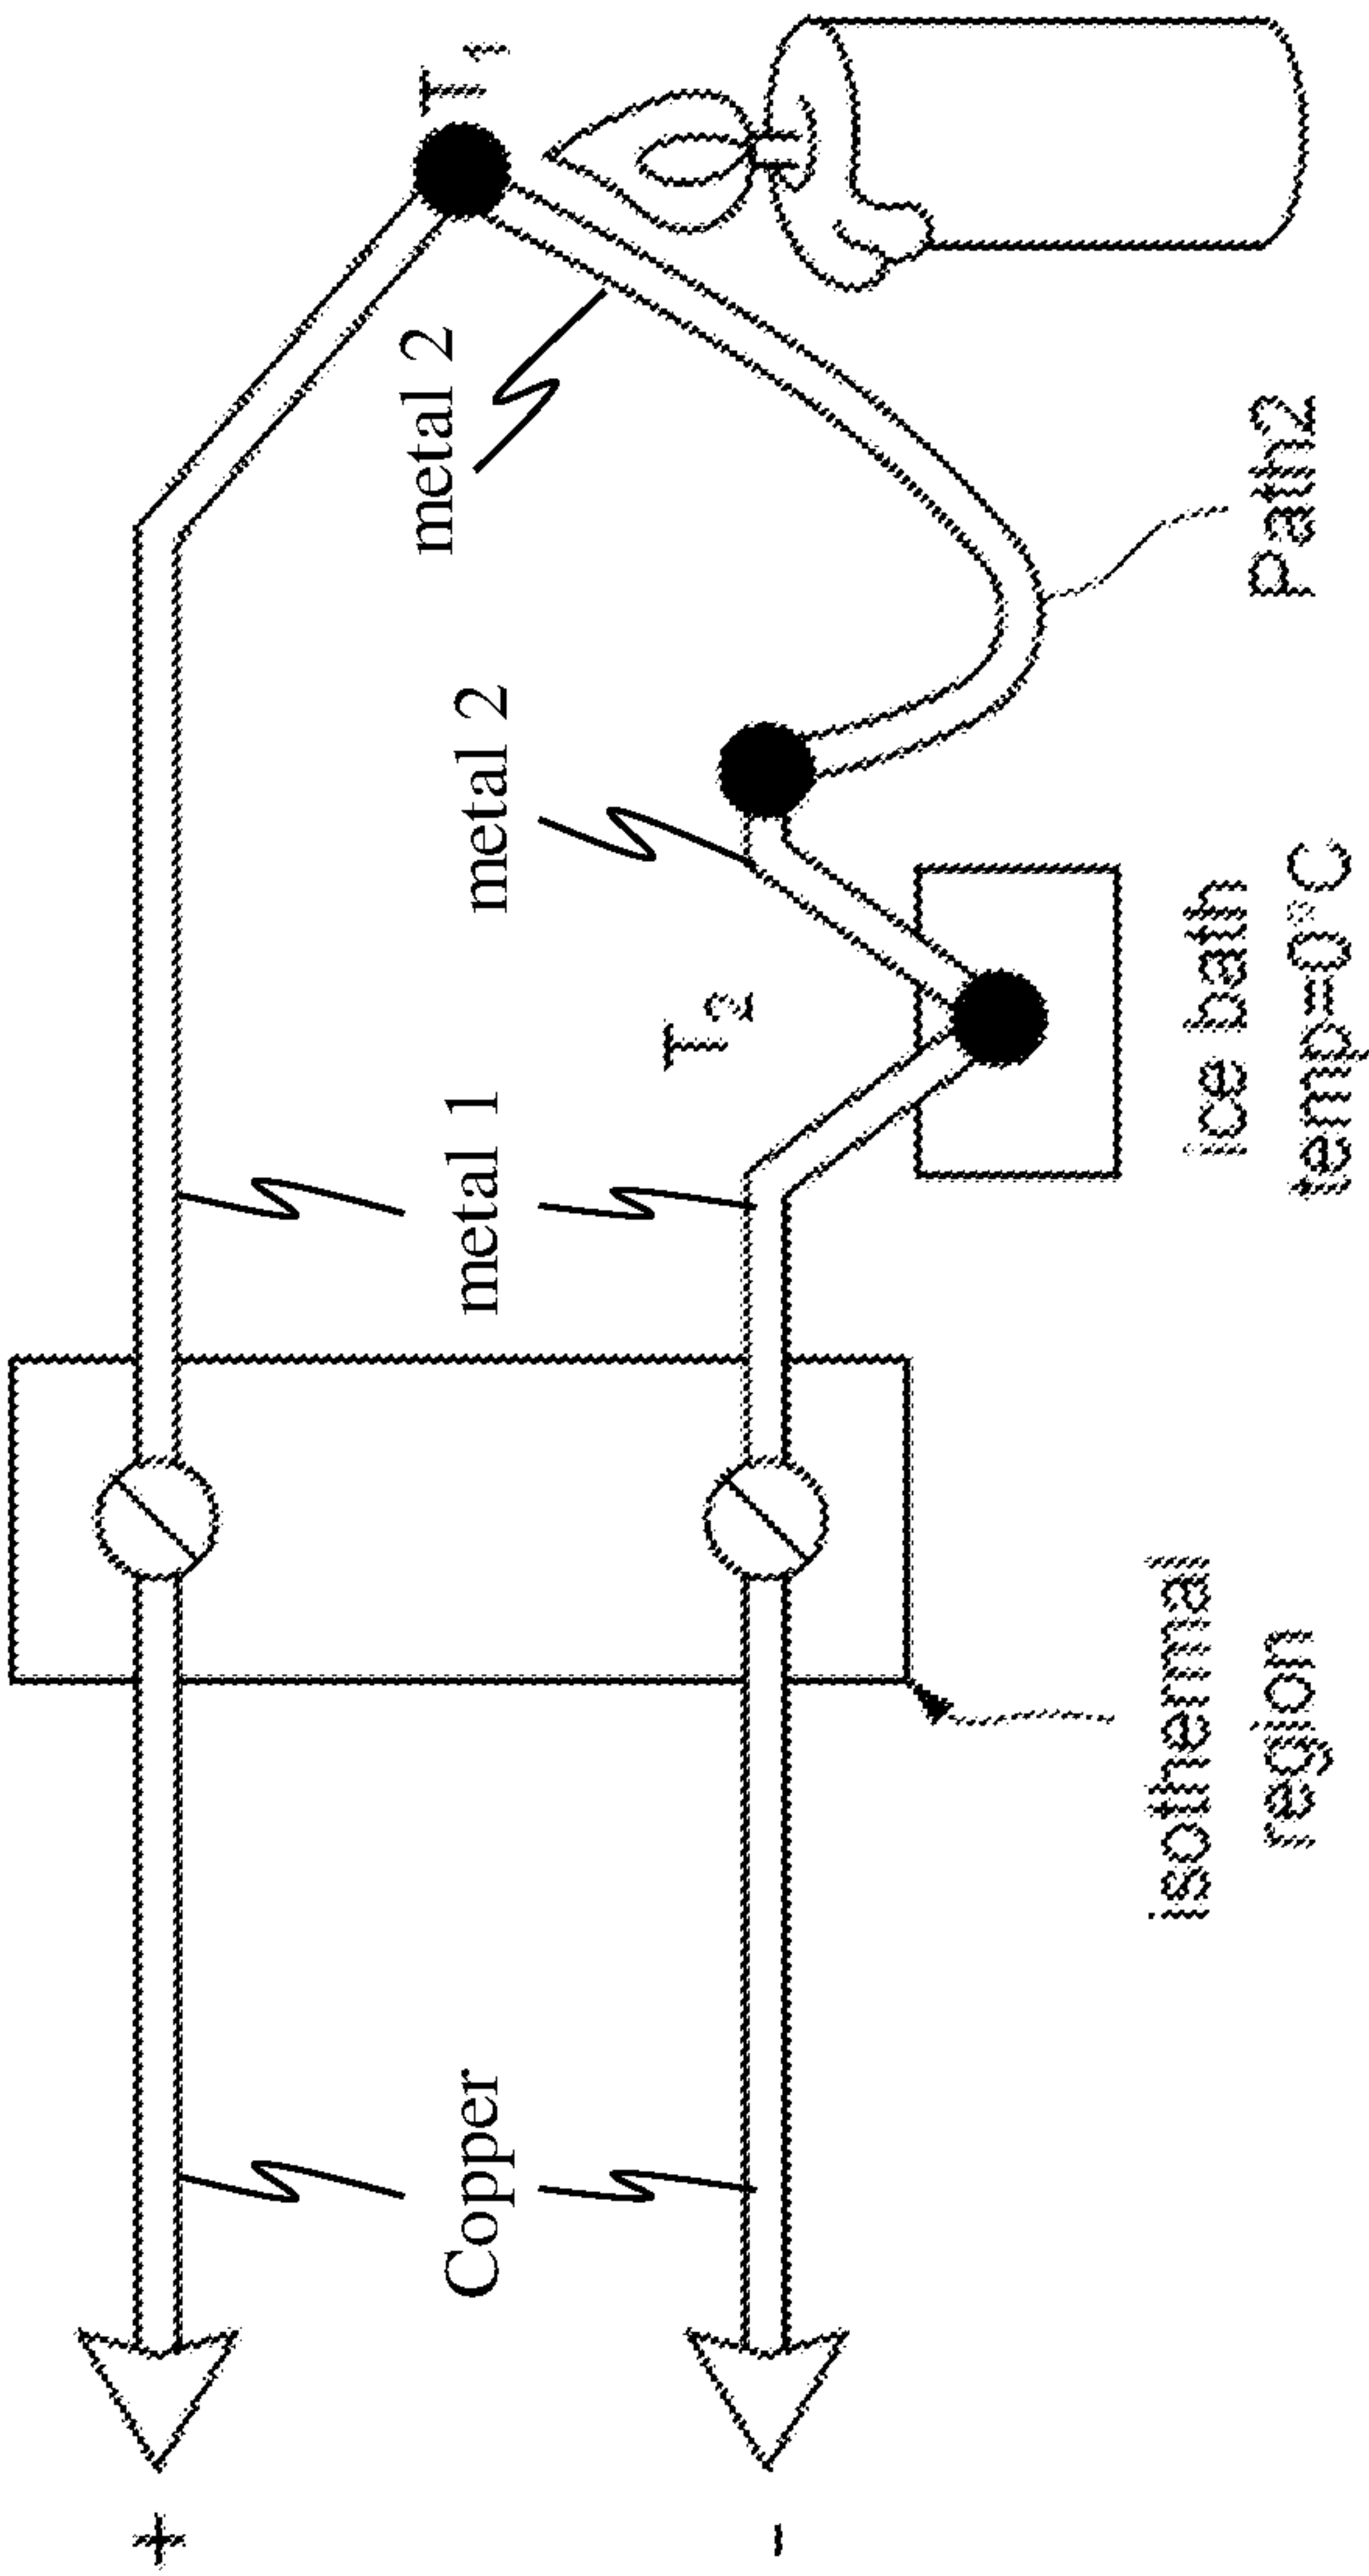 +
-
Copper
metal 1
metal 2
metal 2
T1
T2
Path2
isothermal
region
ice bath
temp=0°C